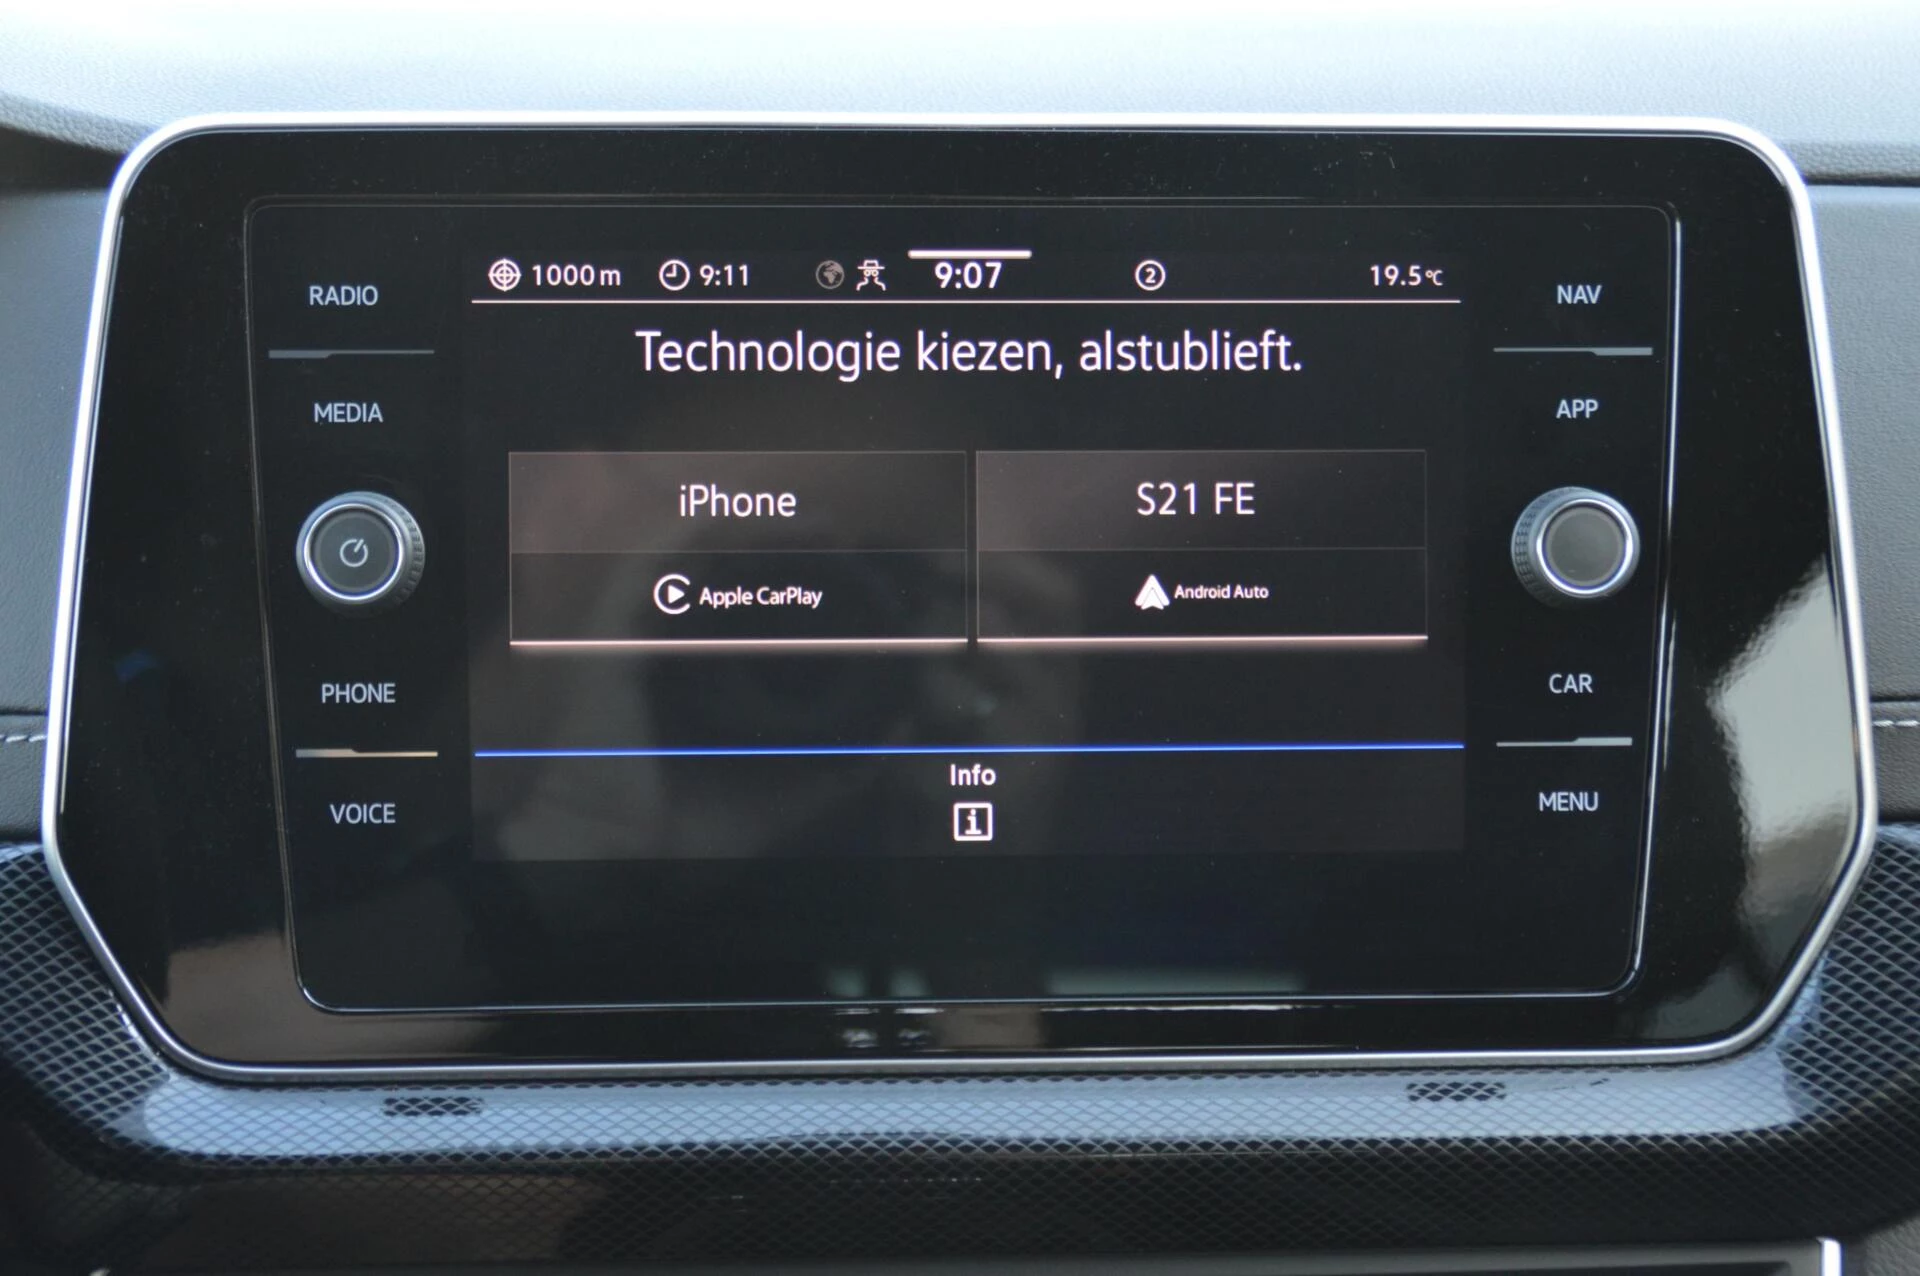 1000 m 9:11 9:07 2 19.5°C
Technologie kiezen, alstublieft.
iPhone
Apple CarPlay
S21 FE
Android Auto
Info
i
RADIO
MEDIA
PHONE
VOICE
NAV
APP
CAR
MENU